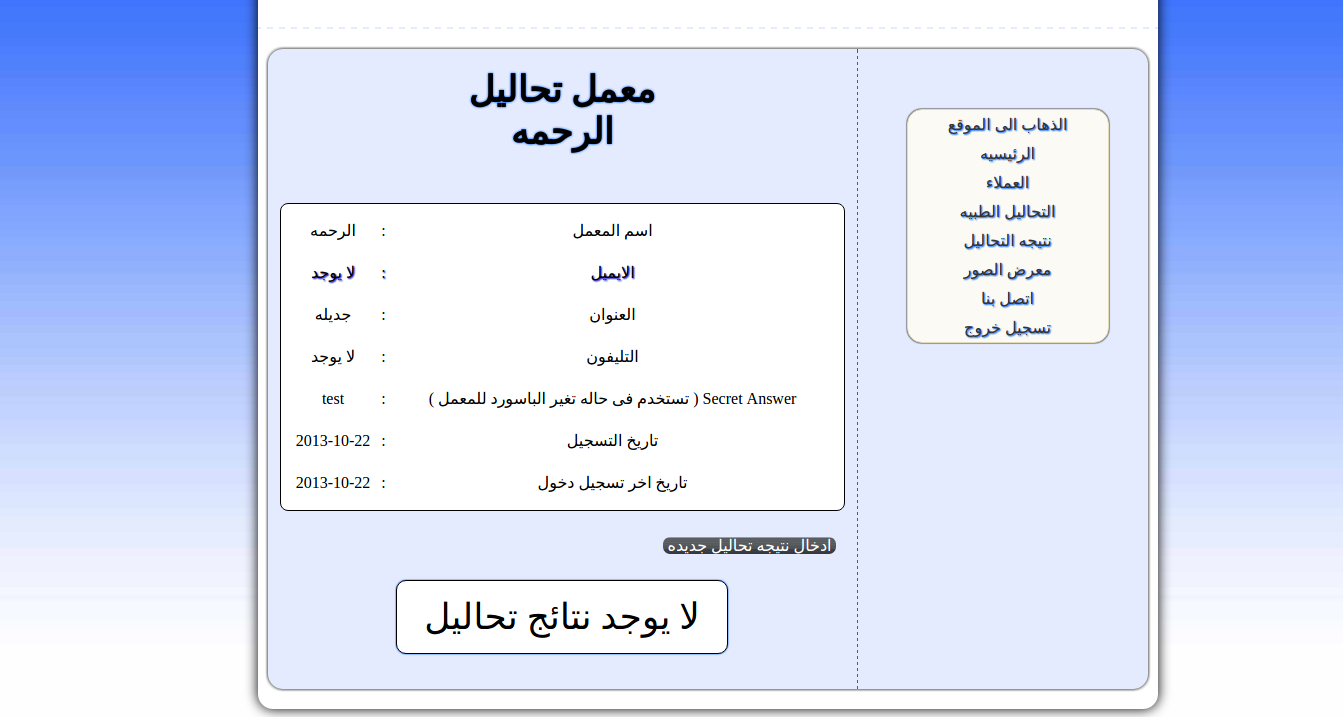 الذهاب الى الموقع
الرئيسيه
العملاء
التحاليل الطبيه
نتيجه التحاليل
معرض الصور
اتصل بنا
تسجيل خروج
معمل تحاليل
الرحمه
اسم المعمل : الرحمه
الايميل : لا يوجد
العنوان : جديله
التليفون : لا يوجد
Secret Answer ( تستخدم فى حاله تغير الباسورد للمعمل ) : test
تاريخ التسجيل : 2013-10-22
تاريخ اخر تسجيل دخول : 2013-10-22
ادخال نتيجه تحاليل جديده
لا يوجد نتائج تحاليل